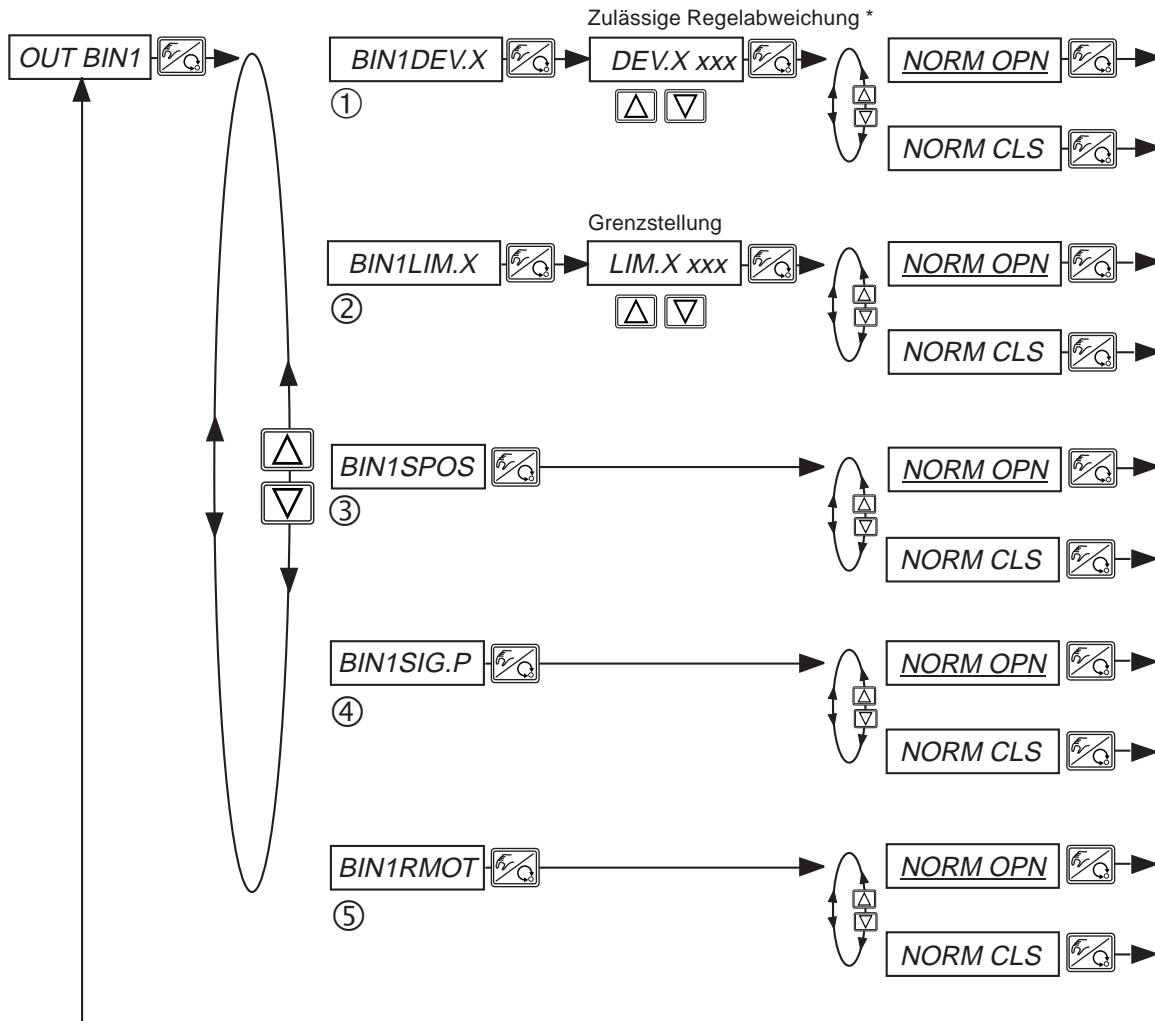 Zulässige Regelabweichung *
OUT BIN1
BIN1DEV.X
DEV.X xxx
NORM OPN
①
NORM CLS
Grenzstellung
BIN1LIM.X
LIM.X xxx
NORM OPN
②
NORM CLS
BIN1SPOS
NORM OPN
③
NORM CLS
BIN1SIG.P
NORM OPN
④
NORM CLS
BIN1RMOT
NORM OPN
⑤
NORM CLS